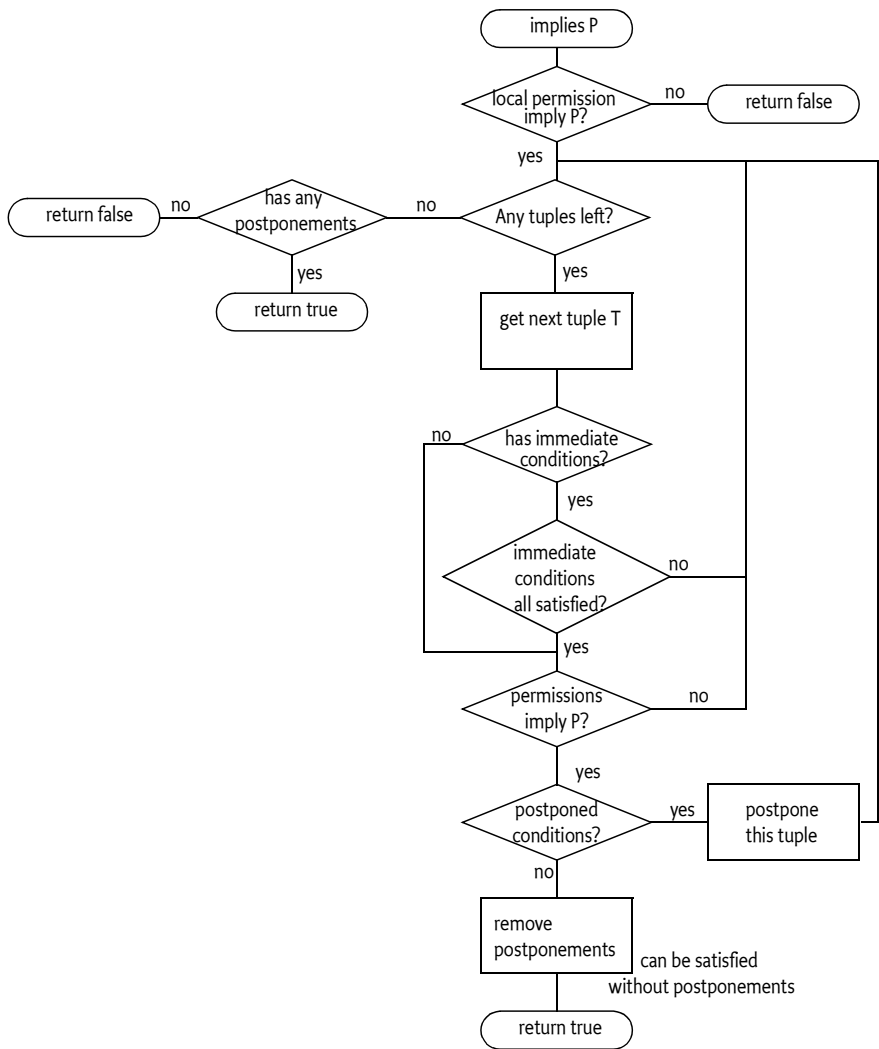 implies P
local permission
imply P?
no
return false
yes
return false
no
has any
postponements
no
Any tuples left?
yes
return true
yes
get next tuple T
no
has immediate
conditions?
yes
immediate
conditions
all satisfied?
no
yes
permissions
imply P?
no
yes
postponed
conditions?
yes
postpone
this tuple
no
remove
postponements
can be satisfied
without postponements
return true